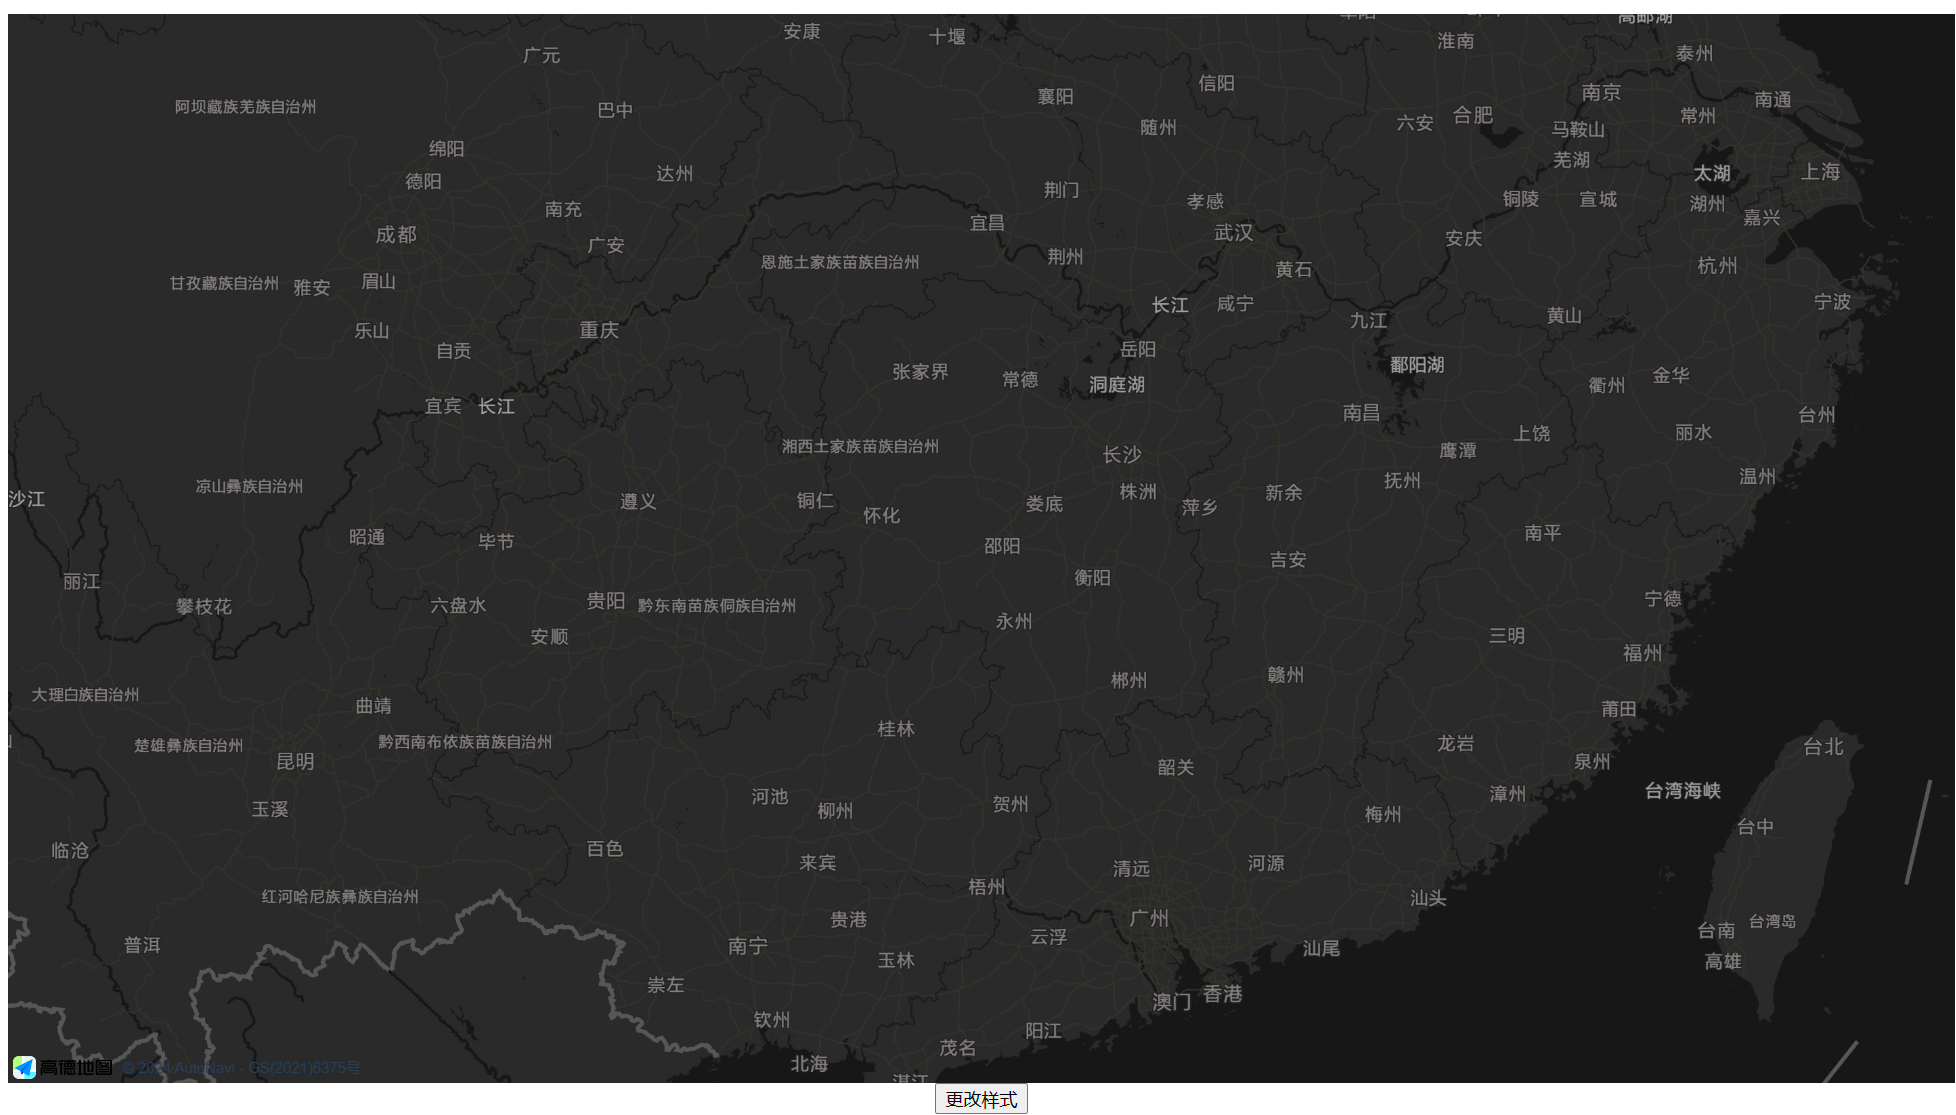 高邮湖
安康
十堰
淮南
广元
泰州
信阳
南京
襄阳
南通
阿坝藏族羌族自治州
巴中
合肥
常州
六安
随州
马鞍山
绵阳
芜湖
达州
太湖
上海
德阳
荆门
铜陵
宣城
孝感
湖州
南充
嘉兴
宜昌
武汉
成都
安庆
广安
荆州
恩施土家族苗族自治州
杭州
黄石
甘孜藏族自治州
雅安
眉山
宁波
长江
咸宁
黄山
九江
乐山
重庆
自贡
岳阳
鄱阳湖
张家界
常德
洞庭湖
衢州
金华
宜宾
长江
南昌
台州
湘西土家族苗族自治州
上饶
丽水
长沙
鹰潭
凉山彝族自治州
抚州
温州
沙江
遵义
铜仁
株洲
新余
娄底
萍乡
怀化
昭通
毕节
南平
邵阳
吉安
丽江
衡阳
攀枝花
六盘水
贵阳
黔东南苗族侗族自治州
宁德
永州
安顺
三明
福州
大理白族自治州
郴州
赣州
曲靖
莆田
楚雄彝族自治州
黔西南布依族苗族自治州
桂林
龙岩
台北
昆明
韶关
泉州
玉溪
河池
柳州
贺州
漳州
台湾海峡
梅州
台中
临沧
百色
来宾
清远
河源
梧州
红河哈尼族彝族自治州
汕头
贵港
广州
台南
台湾岛
普洱
南宁
云浮
汕尾
玉林
高雄
崇左
澳门
香港
钦州
阳江
茂名
北海
湛江
高德地图
© 2024 AutoNavi - GS(2021)6375号
更改样式